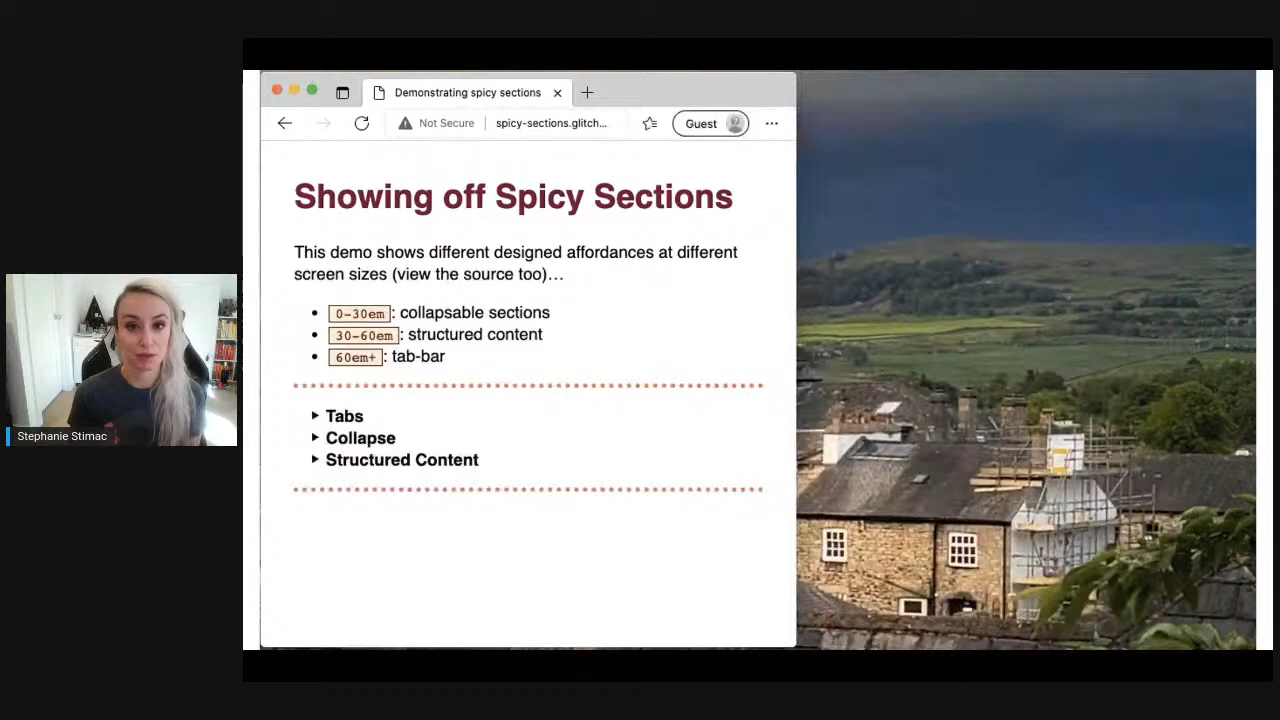 Demonstrating spicy sections
Not Secure
spicy-sections.glitch...
Guest
Showing off Spicy Sections
This demo shows different designed affordances at different
screen sizes (view the source too)…
0-30em: collapsable sections
30-60em: structured content
60em+: tab-bar
Tabs
Collapse
Structured Content
Stephanie Stimac